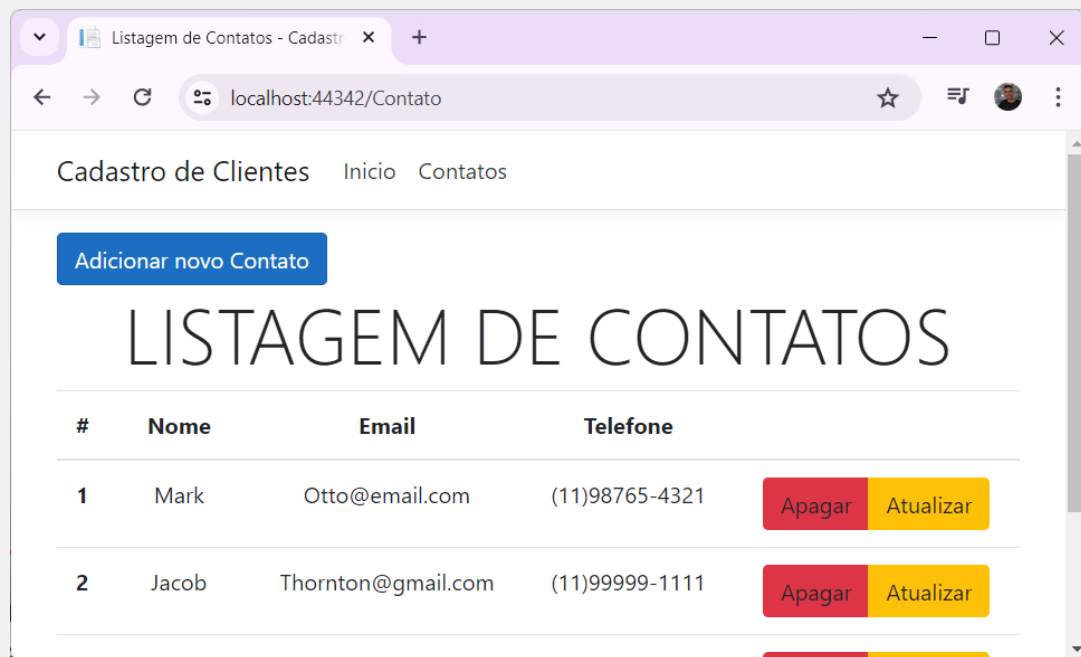 Listagem de Contatos - Cadastr
localhost:44342/Contato
Cadastro de Clientes Inicio Contatos
Adicionar novo Contato
LISTAGEM DE CONTATOS
# Nome Email Telefone
1 Mark Otto@email.com (11)98765-4321 Apagar Atualizar
2 Jacob Thornton@gmail.com (11)99999-1111 Apagar Atualizar